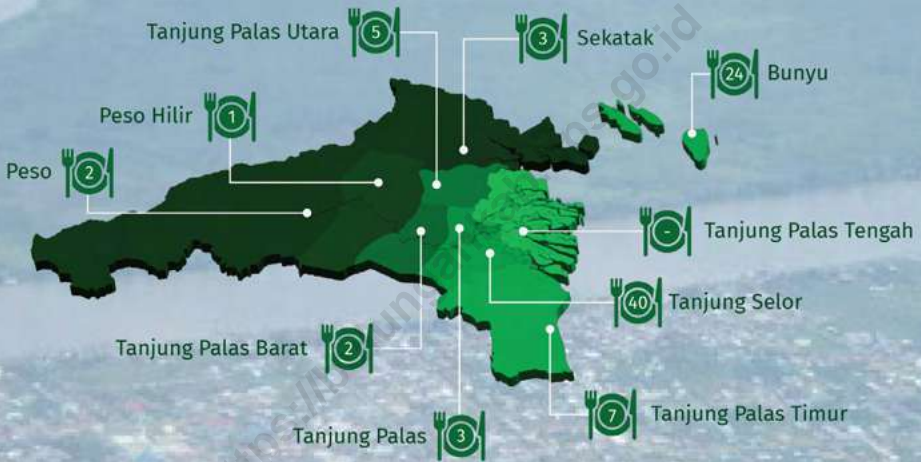 Tanjung Palas Utara 5
3 Sekatak
24 Bunyu
Peso Hilir 1
Peso 2
- Tanjung Palas Tengah
40 Tanjung Selor
Tanjung Palas Barat 2
7 Tanjung Palas Timur
Tanjung Palas 3